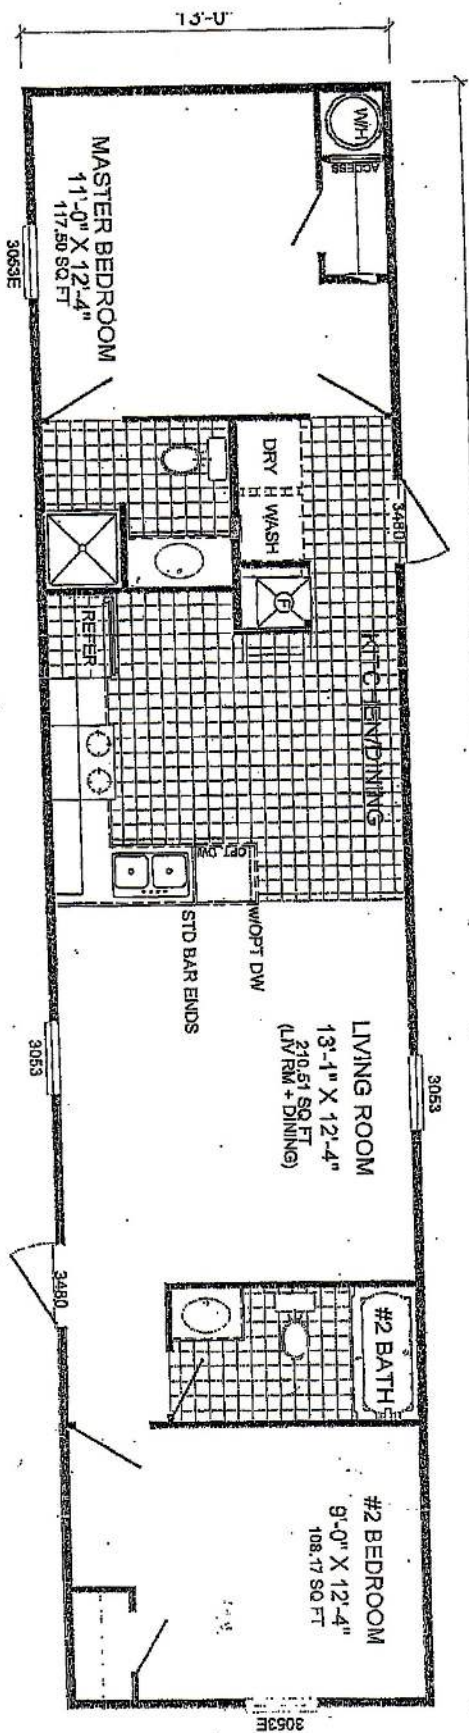 13'-0"
W/H
ACCESS
MASTER BEDROOM
11'-0" X 12'-4"
117.50 SQ FT
3053E
DRY
WASH
3480
F
REFER
KITCHEN/DINING
OPT DW
W/OPT DW
STD BAR ENDS
LIVING ROOM
13'-1" X 12'-4"
210.51 SQ FT
(LIV RM + DINING)
3053
3053
3480
#2 BATH
#2 BEDROOM
9'-0" X 12'-4"
108.17 SQ FT
3053E